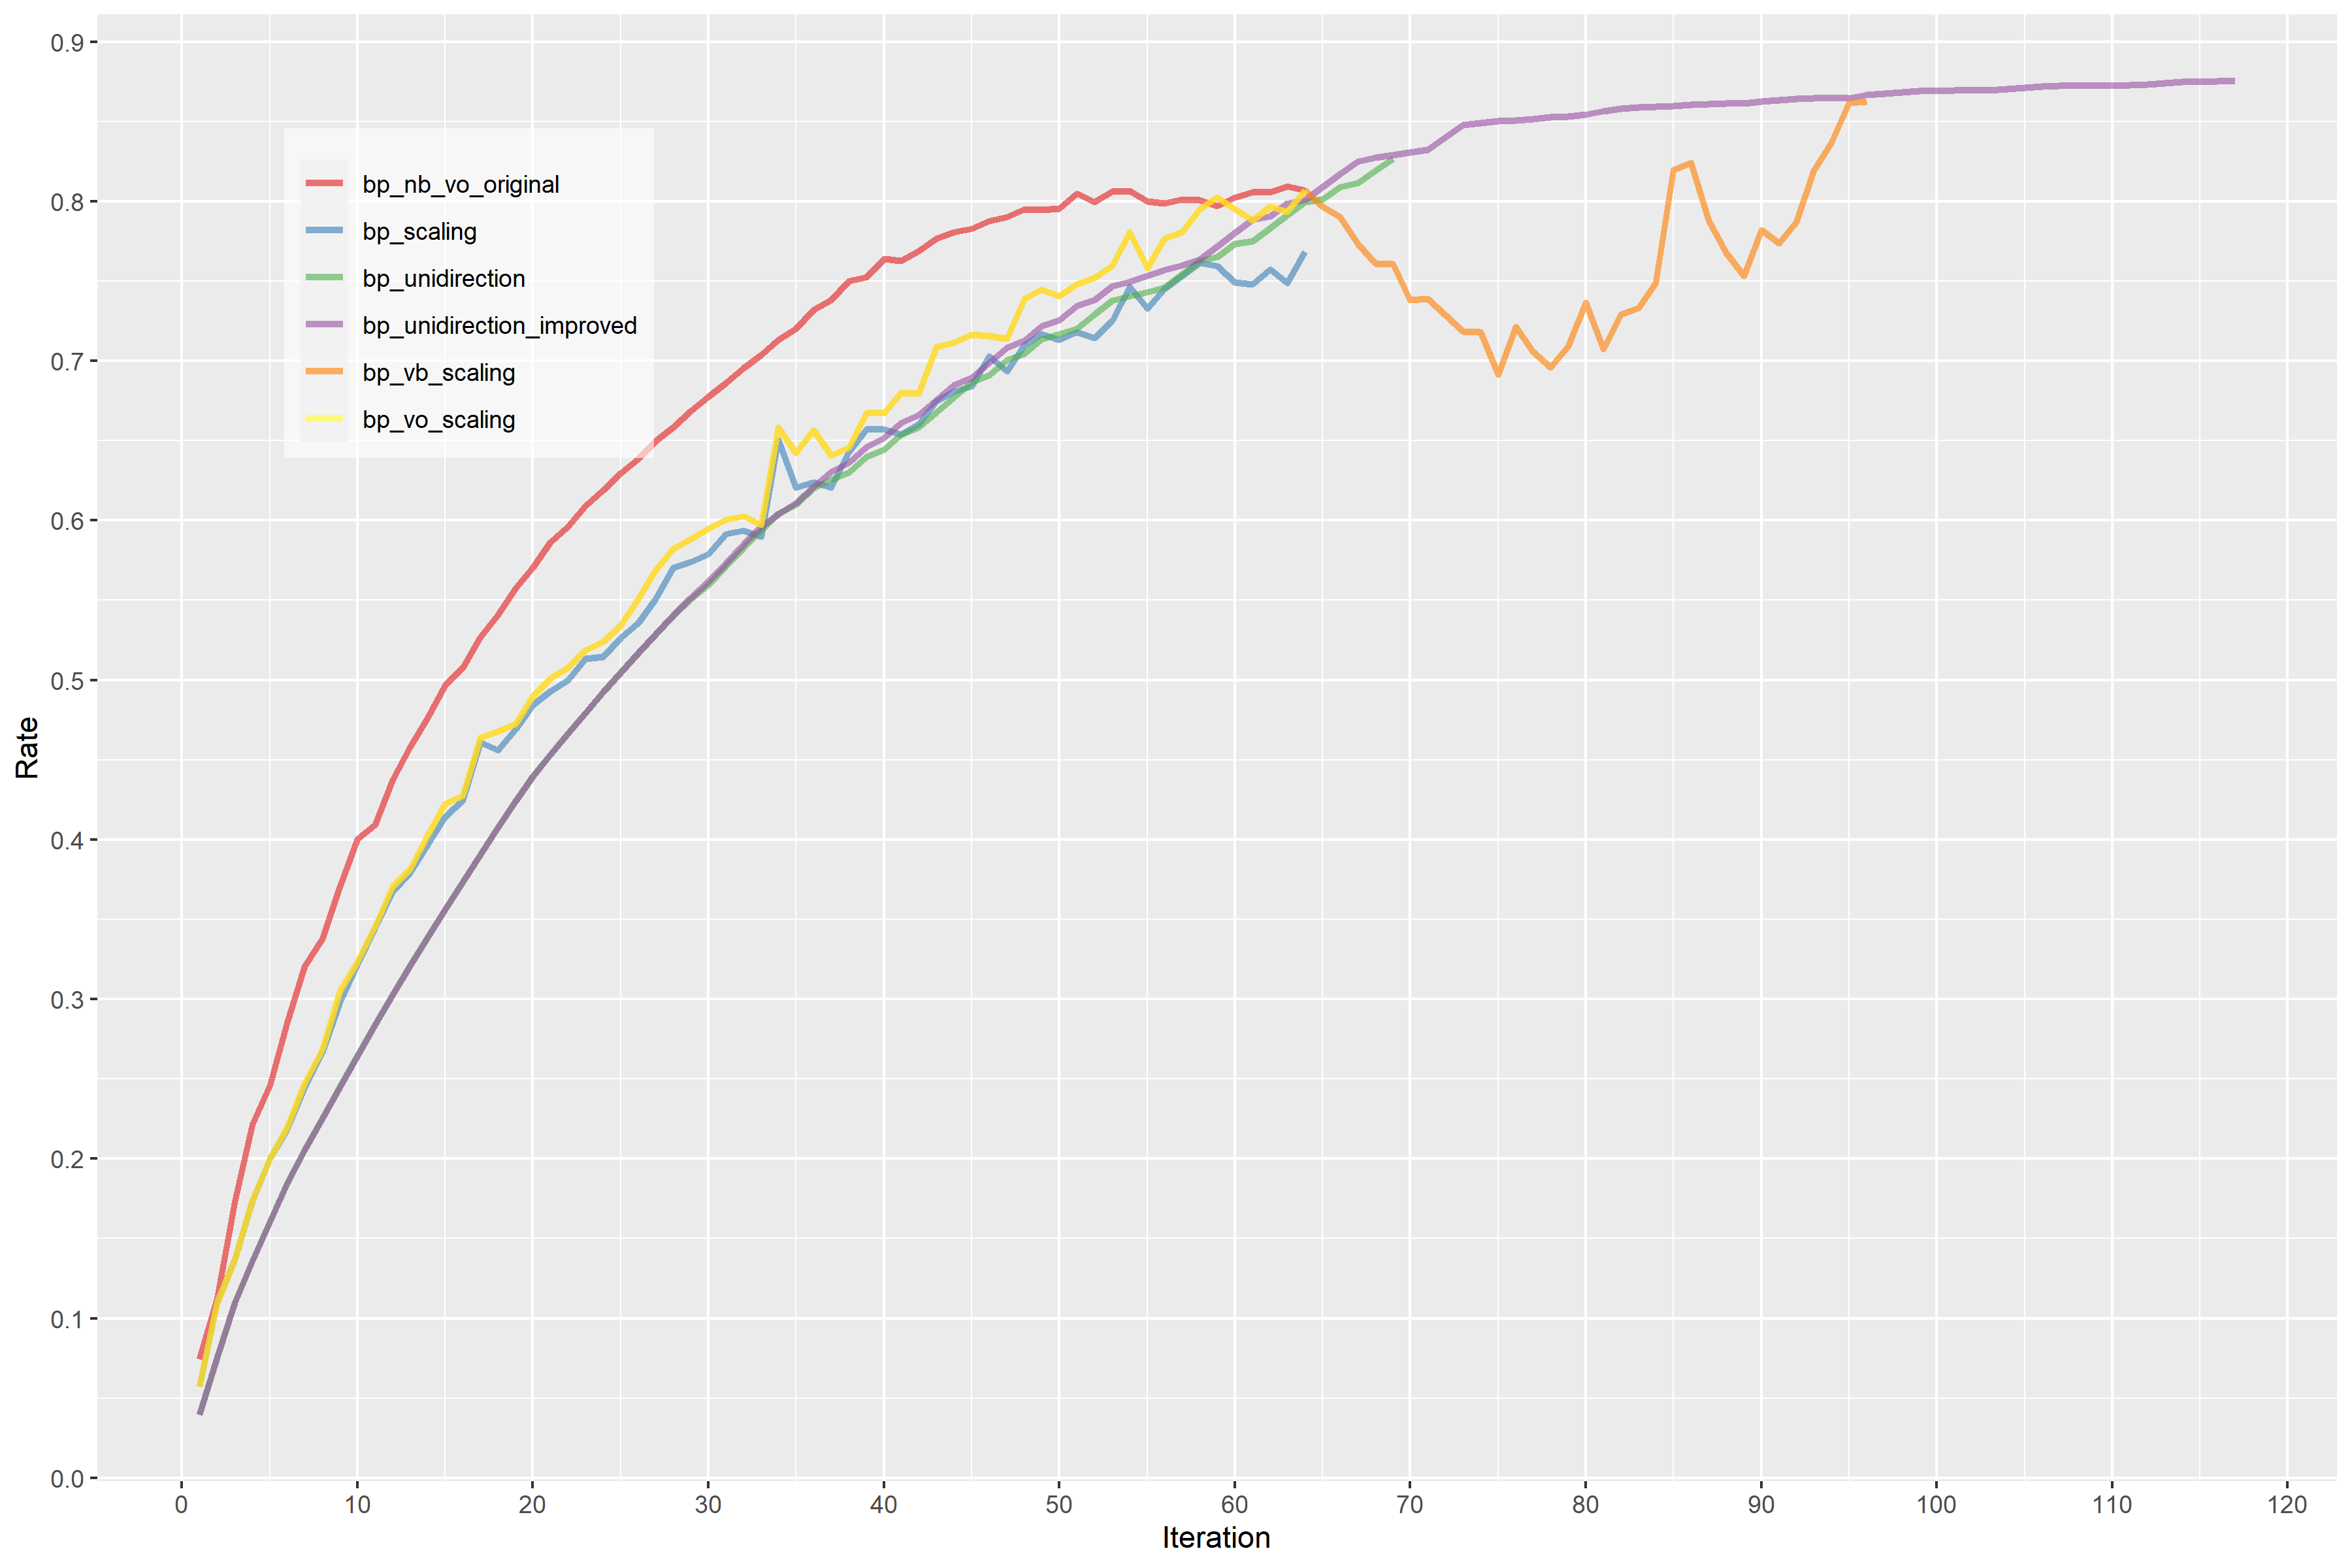 0.9
0.8
0.7
0.6
0.5
0.4
0.3
0.2
0.1
0.0
Rate
bp_nb_vo_original
bp_scaling
bp_unidirection
bp_unidirection_improved
bp_vb_scaling
bp_vo_scaling
0 10 20 30 40 50 60 70 80 90 100 110 120
Iteration